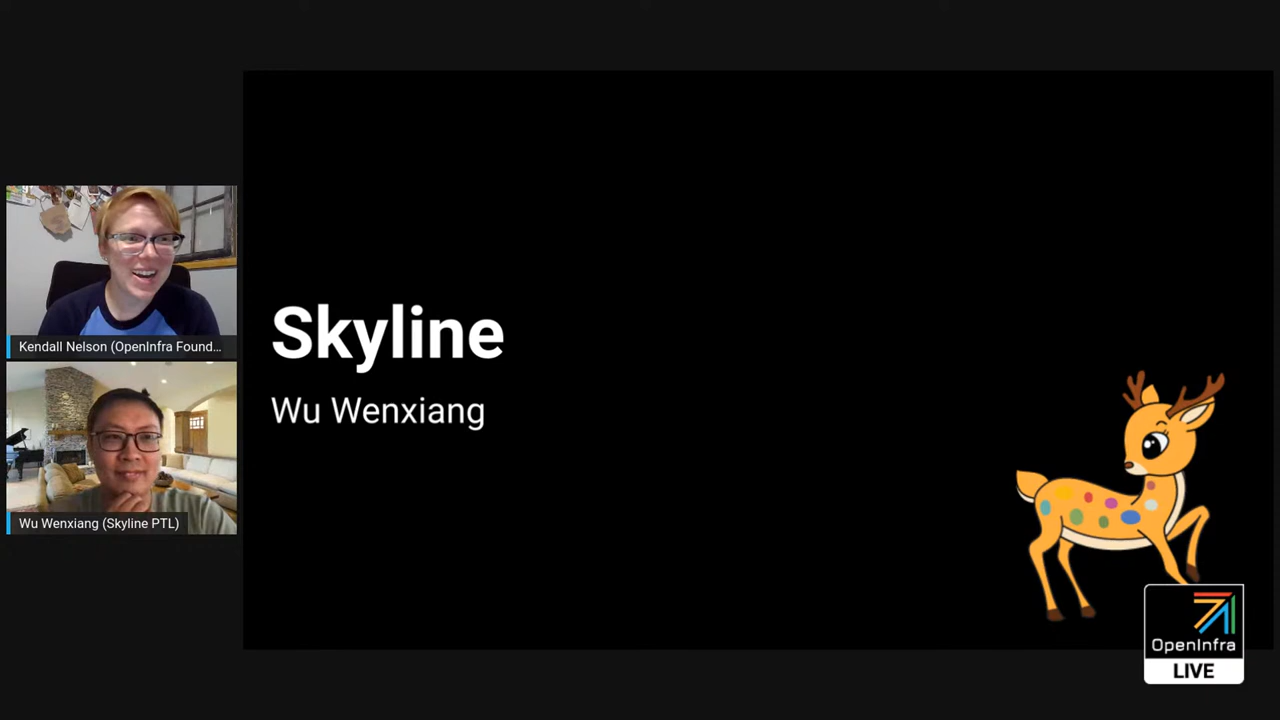 Kendall Nelson (OpenInfra Found...
Wu Wenxiang (Skyline PTL)
Skyline
Wu Wenxiang
OpenInfra
LIVE